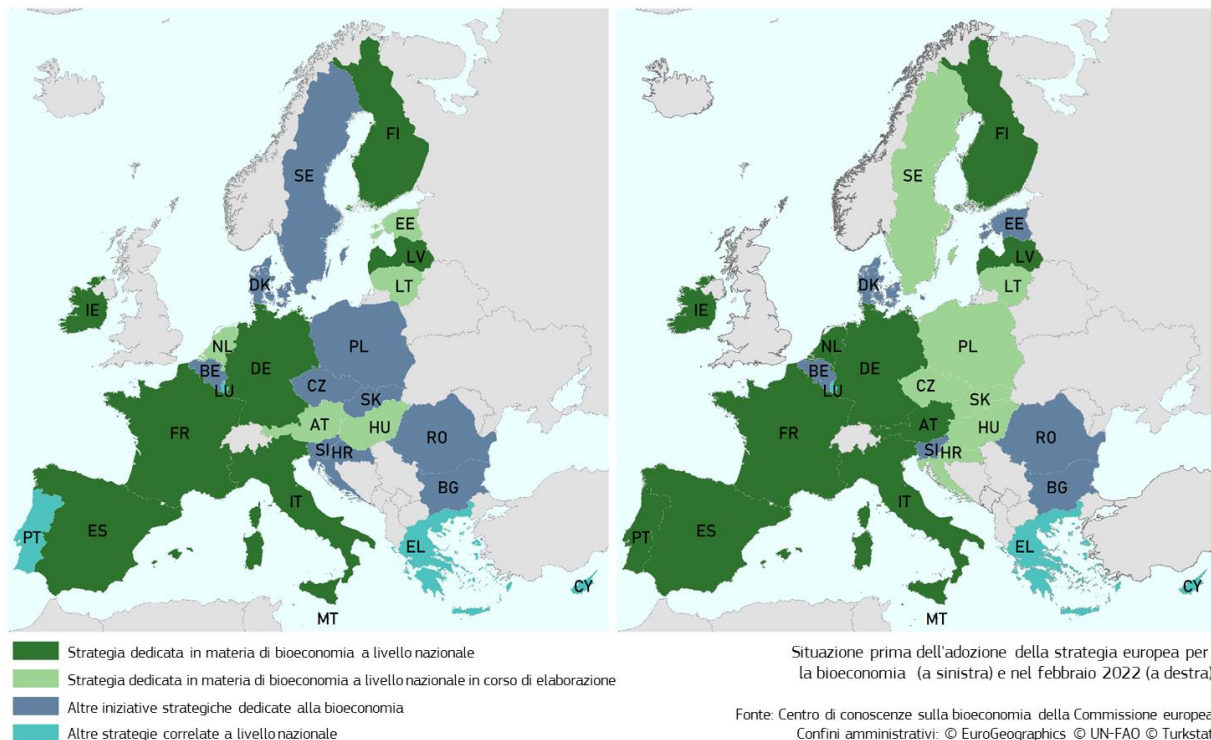 FI
SE
EE
LV
LT
DK
IE
NL
BE
LU
DE
PL
CZ
SK
AT
HU
FR
SI
HR
RO
BG
IT
ES
PT
EL
CY
MT
FI
SE
EE
LV
LT
DK
IE
NL
BE
LU
DE
PL
CZ
SK
AT
HU
FR
SI
HR
RO
BG
IT
ES
PT
EL
CY
MT
Strategia dedicata in materia di bioeconomia a livello nazionale
Strategia dedicata in materia di bioeconomia a livello nazionale in corso di elaborazione
Altre iniziative strategiche dedicate alla bioeconomia
Altre strategie correlate a livello nazionale
Situazione prima dell'adozione della strategia europea per
la bioeconomia (a sinistra) e nel febbraio 2022 (a destra)
Fonte: Centro di conoscenze sulla bioeconomia della Commissione europea
Confini amministrativi: © EuroGeographics © UN-FAO © Turkstat